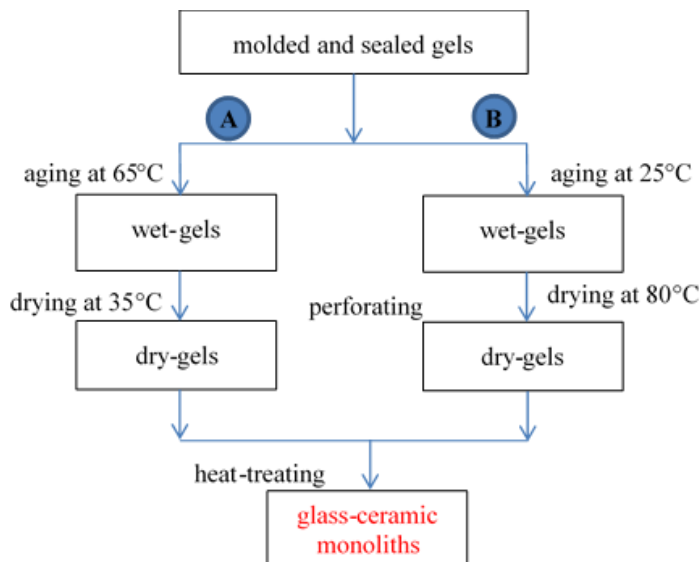 molded and sealed gels
A
B
aging at 65°C
aging at 25°C
wet-gels
wet-gels
drying at 35°C
perforating
drying at 80°C
dry-gels
dry-gels
heat-treating
glass-ceramic
monoliths